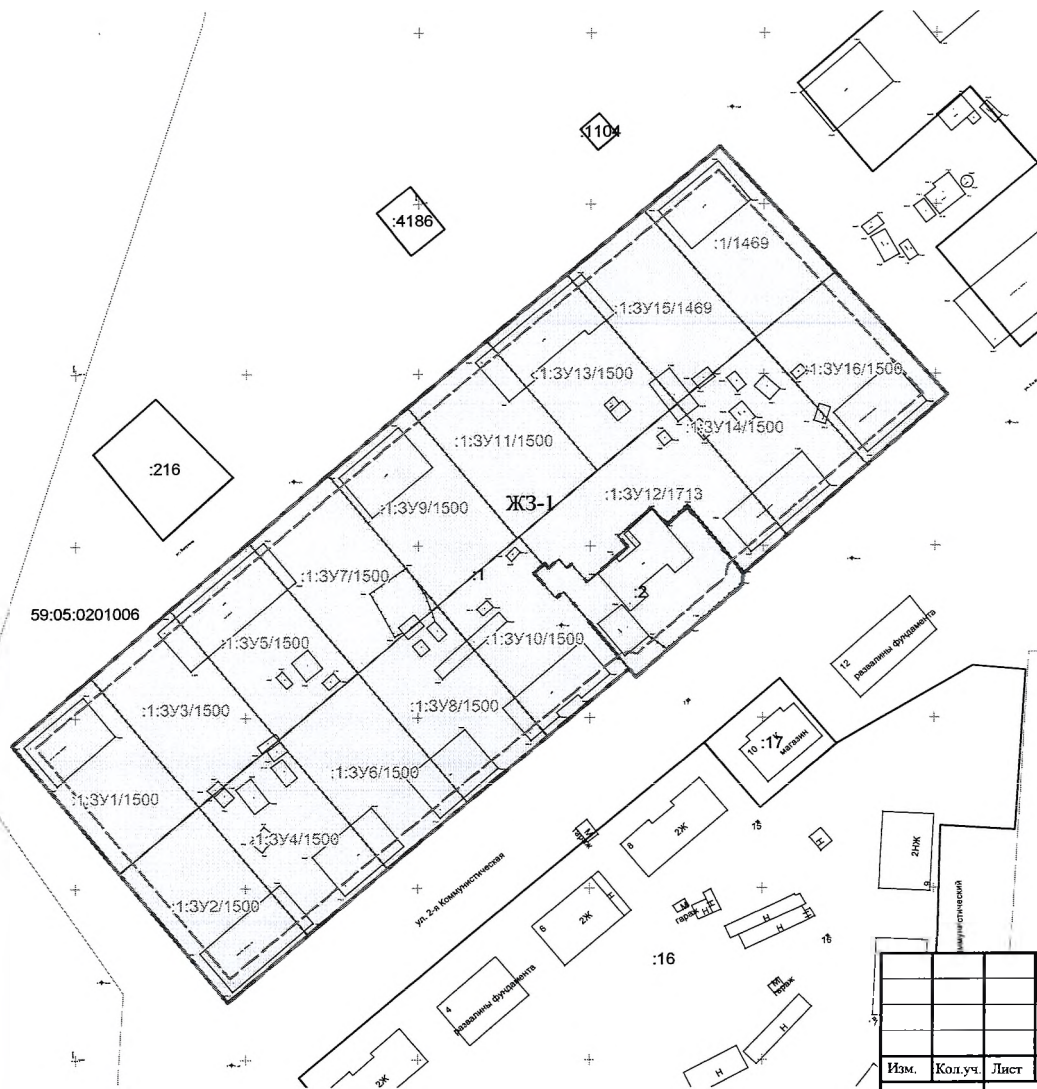 :1104
:4186
:1/1469
:1:ЗУ15/1469
:1:ЗУ13/1500
:1:ЗУ16/1500
:1:ЗУ11/1500
:1:ЗУ14/1500
:216
:1:ЗУ12/1713
ЖЗ-1
:1:ЗУ9/1500
:1:ЗУ7/1500
:1
:2
59:05:0201006
:1:ЗУ5/1500
:1:ЗУ10/1500
:1:ЗУ3/1500
:1:ЗУ8/1500
12
развалины фундамента
:1:ЗУ6/1500
10
:17
К
магазин
:1:ЗУ1/1500
:1:ЗУ4/1500
М
гараж
8
2Ж
15
Н
2НЖ
9
ул. 2-я Коммунистическая
:1:ЗУ2/1500
6
2Ж
Н
М
гараж
Н
Н
Н
Н
16
:16
4
развалины фундамента
М
гараж
Н
Н
2Ж
Изм.
Кол.уч.
Лист